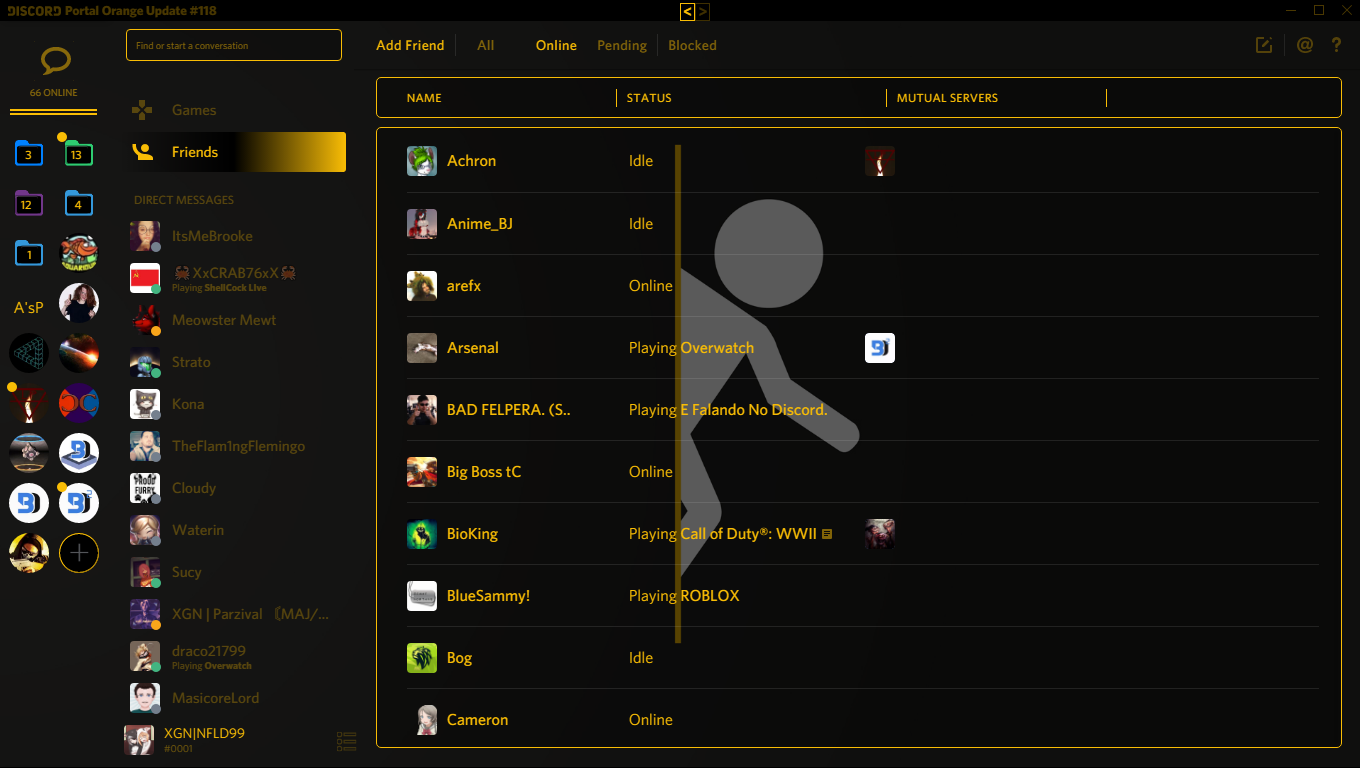 DISCORD Portal Orange Update #118
< >
Find or start a conversation
Add Friend
All
Online
Pending
Blocked
@ ?
66 ONLINE
Games
Friends
3
13
12
4
1
A'sP
DIRECT MESSAGES
ItsMeBrooke
XxCRAB76xX
Playing ShellCock LIve
Meowster Mewt
Strato
Kona
TheFlam1ngFlemingo
PROUD
FURRY
Cloudy
Waterin
Sucy
XGN | Parzival 〖MAJ/...
draco21799
Playing Overwatch
MasicoreLord
XGN|NFLD99
#0001
NAME STATUS MUTUAL SERVERS
Achron Idle
Anime_BJ Idle
arefx Online
Arsenal Playing Overwatch
BAD FELPERA. (S.. Playing E Falando No Discord.
Big Boss tC Online
BioKing Playing Call of Duty®: WWII
BlueSammy! Playing ROBLOX
Bog Idle
Cameron Online